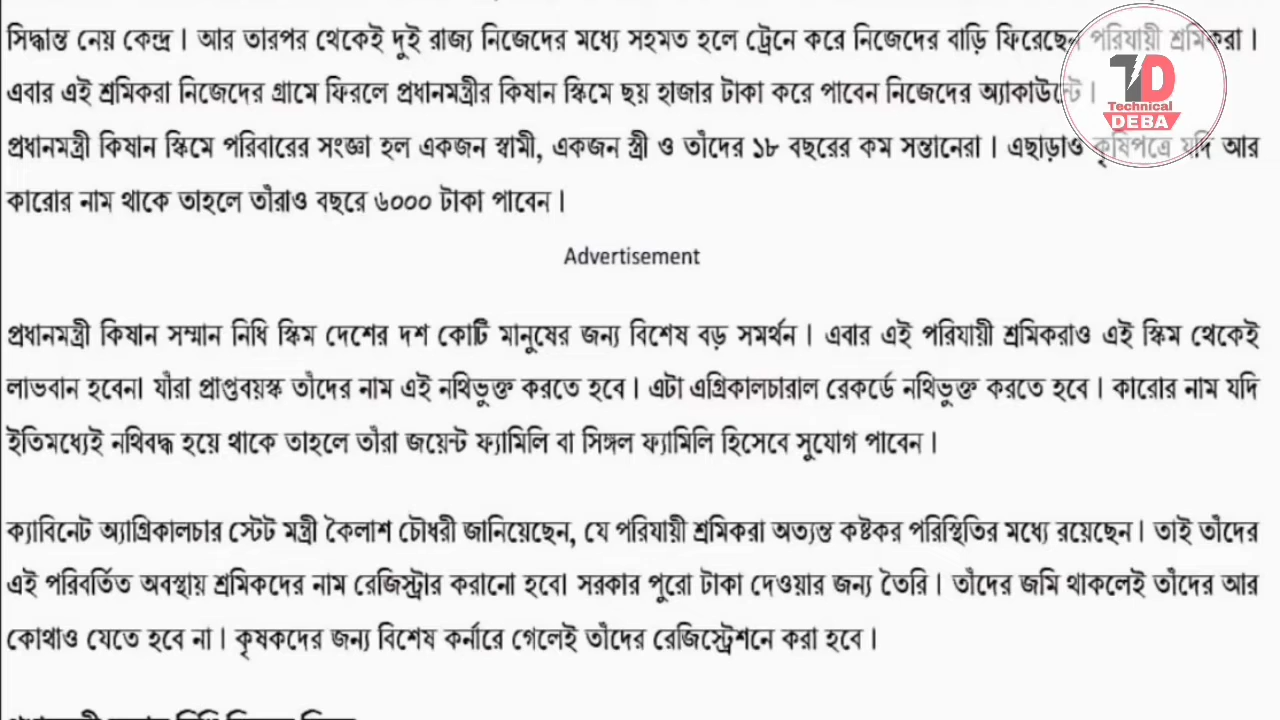 সিদ্ধান্ত নেয় কেন্দ্র। আর তারপর থেকেই দুই রাজ্য নিজেদের মধ্যে সহমত হলে ট্রেনে করে নিজেদের বাড়ি ফিরেছেন পরিযায়ী শ্রমিকরা।
এবার এই শ্রমিকরা নিজেদের গ্রামে ফিরলে প্রধানমন্ত্রীর কিষান স্কিমে ছয় হাজার টাকা করে পাবেন নিজেদের অ্যাকাউন্টে।
TD
Technical
DEBA
প্রধানমন্ত্রী কিষান স্কিমে পরিবারের সংজ্ঞা হল একজন স্বামী, একজন স্ত্রী ও তাঁদের ১৮ বছরের কম সন্তানেরা। এছাড়াও কৃষিপত্রে যদি আর
কারোর নাম থাকে তাহলে তাঁরাও বছরে ৬০০০ টাকা পাবেন।
Advertisement
প্রধানমন্ত্রী কিষান সম্মান নিধি স্কিম দেশের দশ কোটি মানুষের জন্য বিশেষ বড় সমর্থন। এবার এই পরিযায়ী শ্রমিকরাও এই স্কিম থেকেই
লাভবান হবেন। যাঁরা প্রাপ্তবয়স্ক তাঁদের নাম এই নথিভুক্ত করতে হবে। এটা এগ্রিকালচারাল রেকর্ডে নথিভুক্ত করতে হবে। কারোর নাম যদি
ইতিমধ্যেই নথিবদ্ধ হয়ে থাকে তাহলে তাঁরা জয়েন্ট ফ্যামিলি বা সিঙ্গল ফ্যামিলি হিসেবে সুযোগ পাবেন।
ক্যাবিনেট অ্যাগ্রিকালচার স্টেট মন্ত্রী কৈলাশ চৌধরী জানিয়েছেন, যে পরিযায়ী শ্রমিকরা অত্যন্ত কষ্টকর পরিস্থিতির মধ্যে রয়েছেন। তাই তাঁদের
এই পরিবর্তিত অবস্থায় শ্রমিকদের নাম রেজিস্ট্রার করানো হবে। সরকার পুরো টাকা দেওয়ার জন্য তৈরি। তাঁদের জমি থাকলেই তাঁদের আর
কোথাও যেতে হবে না। কৃষকদের জন্য বিশেষ কর্নারে গেলেই তাঁদের রেজিস্ট্রেশনে করা হবে।